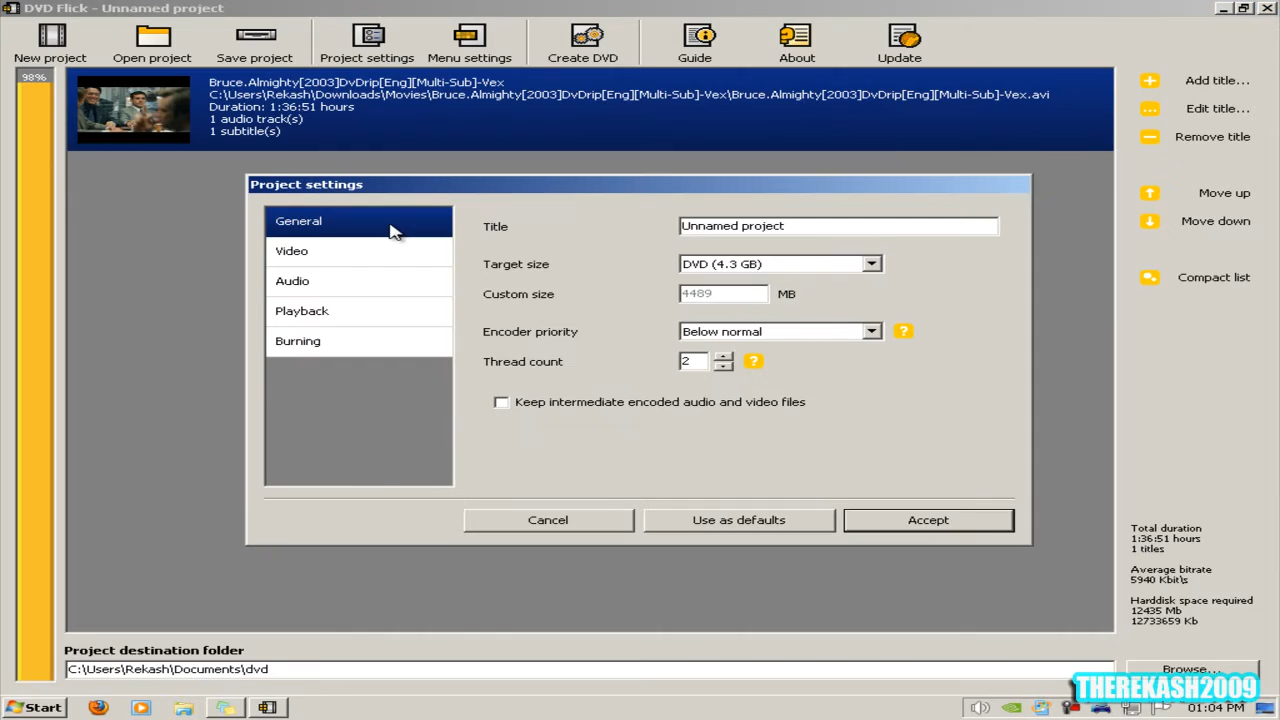 DVD Flick - Unnamed project
New project
Open project
Save project
Project settings
Menu settings
Create DVD
Guide
About
Update
98%
Bruce.Almighty[2003]DvDrip[Eng][Multi-Sub]-Vex
C:\Users\Rekash\Downloads\Movies\Bruce.Almighty[2003]DvDrip[Eng][Multi-Sub]-Vex\Bruce.Almighty[2003]DvDrip[Eng][Multi-Sub]-Vex.avi
Duration: 1:36:51 hours
1 audio track(s)
1 subtitle(s)
Add title...
Edit title...
Remove title
Move up
Move down
Compact list
Project settings
General
Video
Audio
Playback
Burning
Title
Unnamed project
Target size
DVD (4.3 GB)
Custom size
4489
MB
Encoder priority
Below normal
?
Thread count
2
?
Keep intermediate encoded audio and video files
Cancel
Use as defaults
Accept
Total duration
1:36:51 hours
1 titles
Average bitrate
5940 Kbit\s
Harddisk space required
12435 Mb
12733659 Kb
Project destination folder
C:\Users\Rekash\Documents\dvd
Browse...
THEREKASH2009
Start
01:04 PM